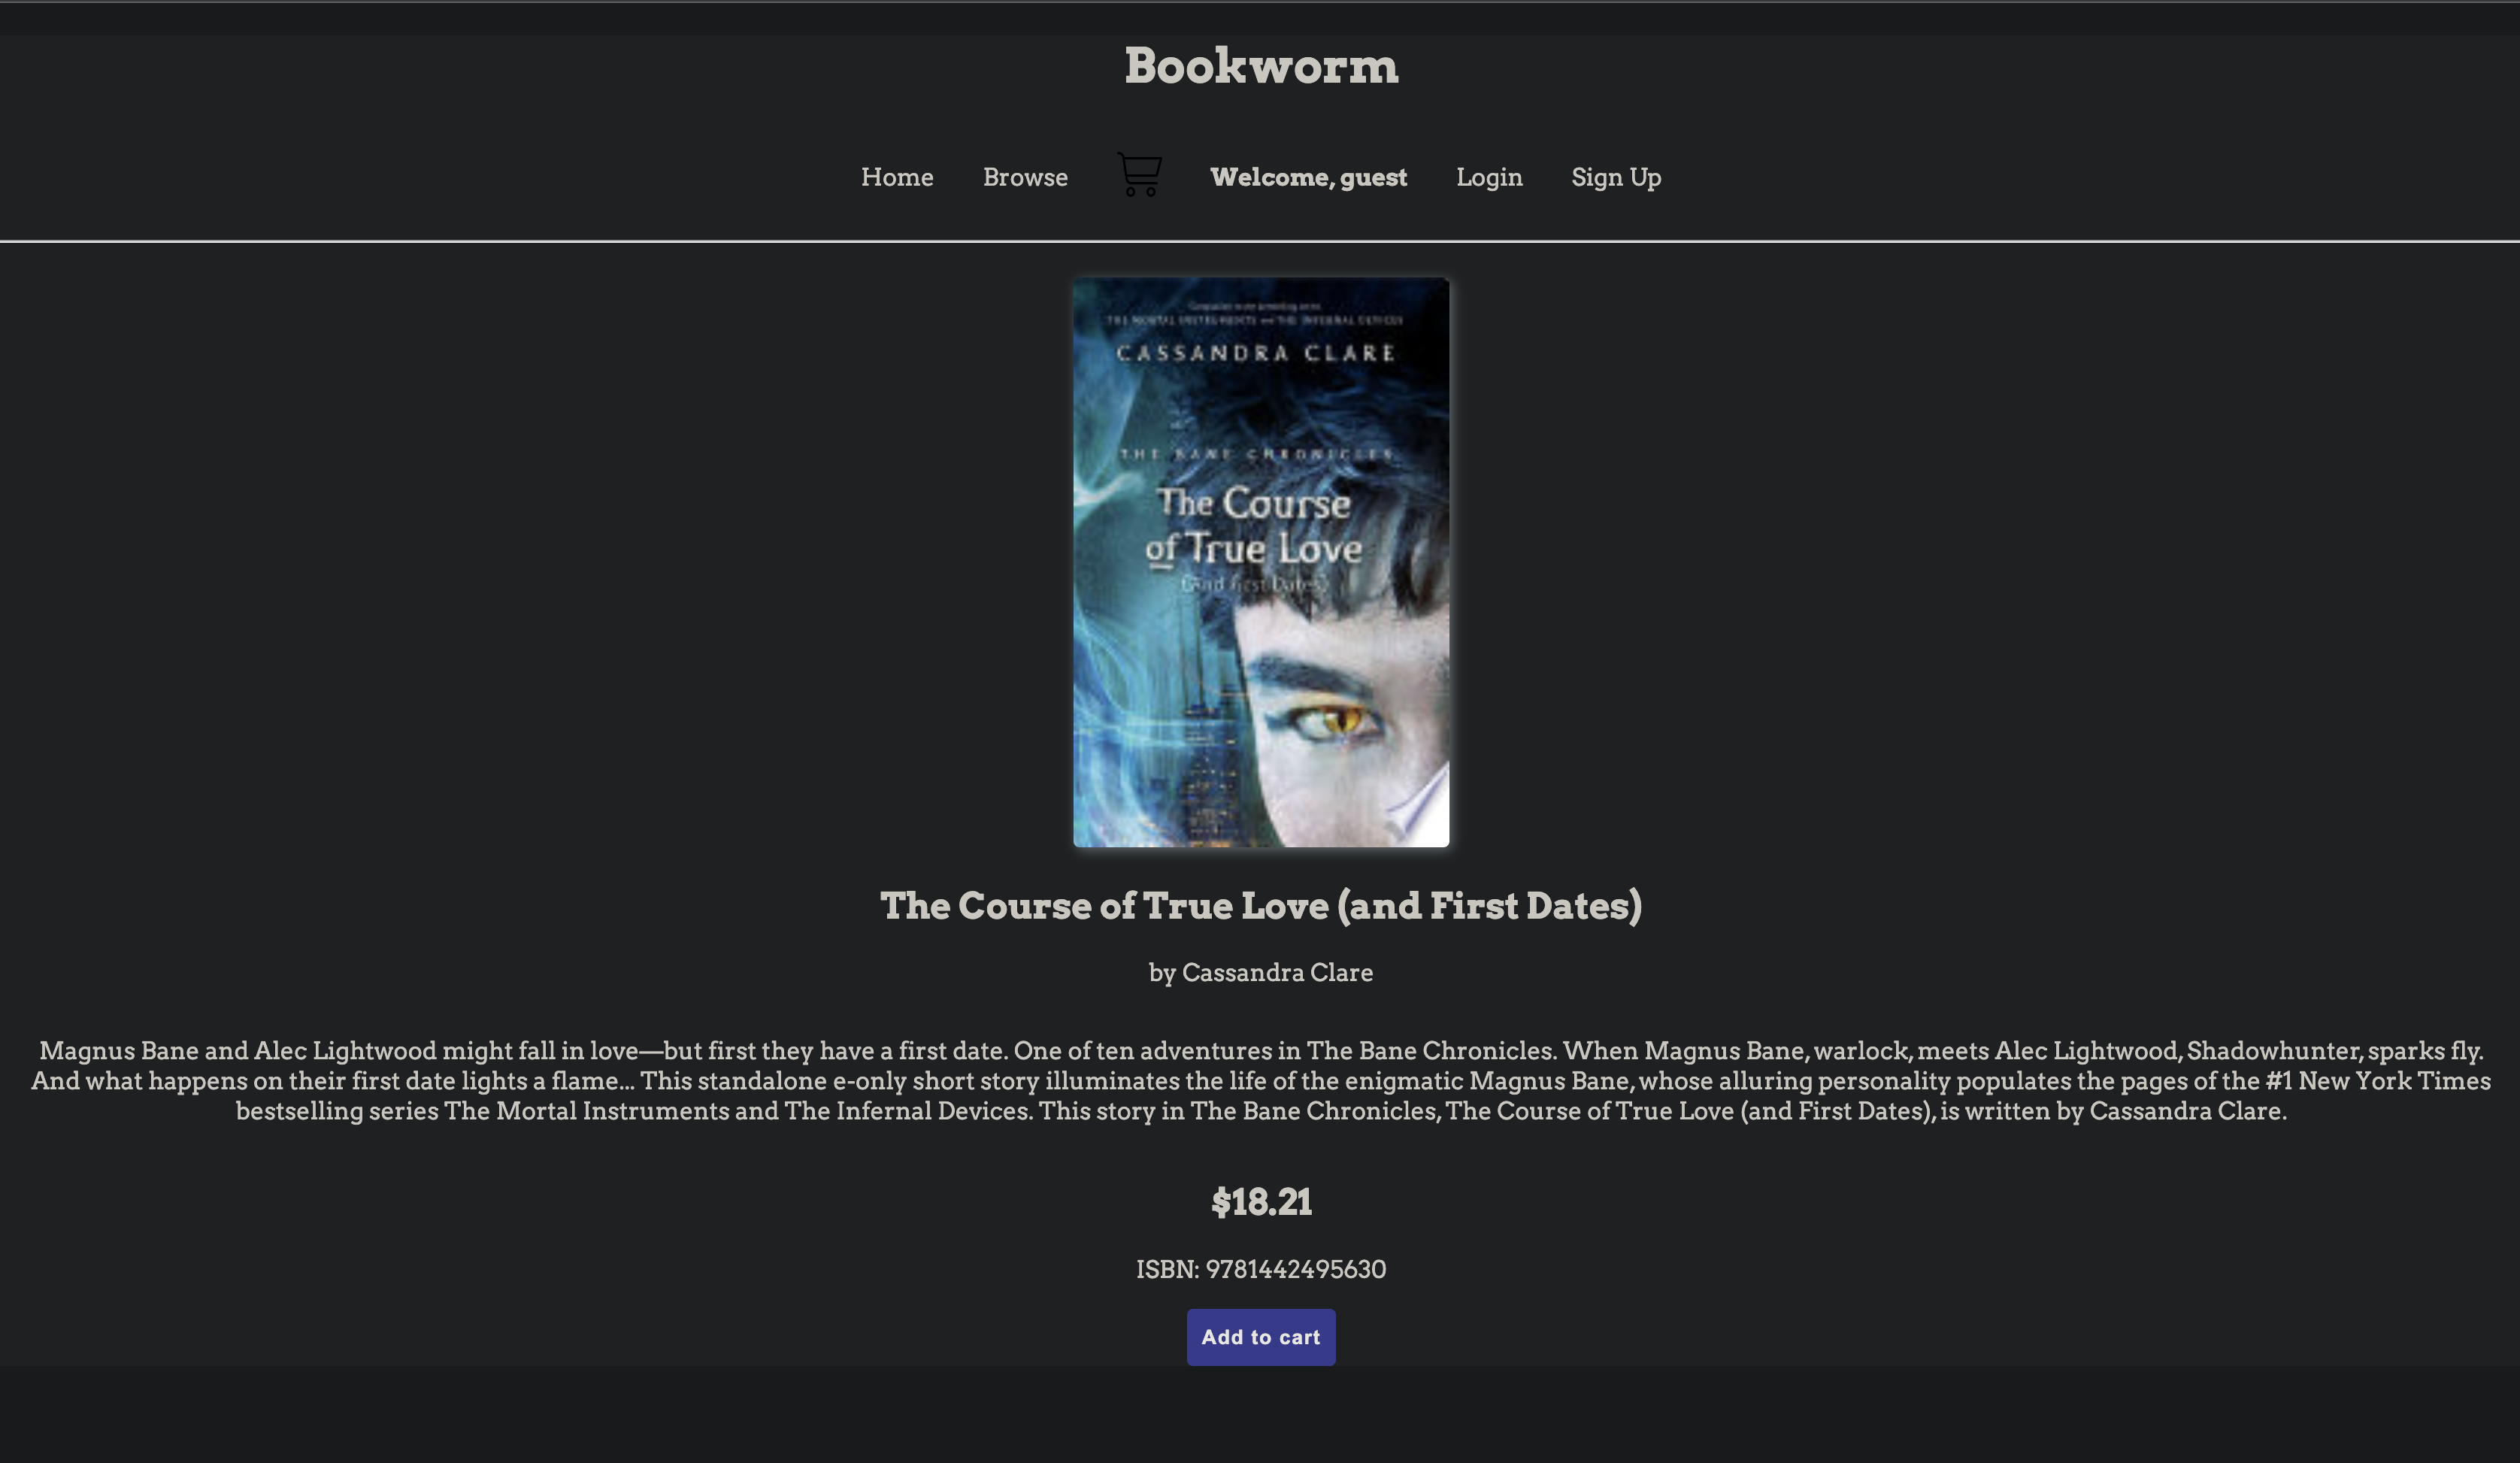 Bookworm
Home Browse Welcome, guest Login Sign Up
THE MORTAL INSTRUMENTS AND THE INFERNAL DEVICES
CASSANDRA CLARE
THE BANE CHRONICLES
The Course
of True Love
(And First Dates)
The Course of True Love (and First Dates)
by Cassandra Clare
Magnus Bane and Alec Lightwood might fall in love—but first they have a first date. One of ten adventures in The Bane Chronicles. When Magnus Bane, warlock, meets Alec Lightwood, Shadowhunter, sparks fly.
And what happens on their first date lights a flame... This standalone e-only short story illuminates the life of the enigmatic Magnus Bane, whose alluring personality populates the pages of the #1 New York Times
bestselling series The Mortal Instruments and The Infernal Devices. This story in The Bane Chronicles, The Course of True Love (and First Dates), is written by Cassandra Clare.
$18.21
ISBN: 9781442495630
Add to cart